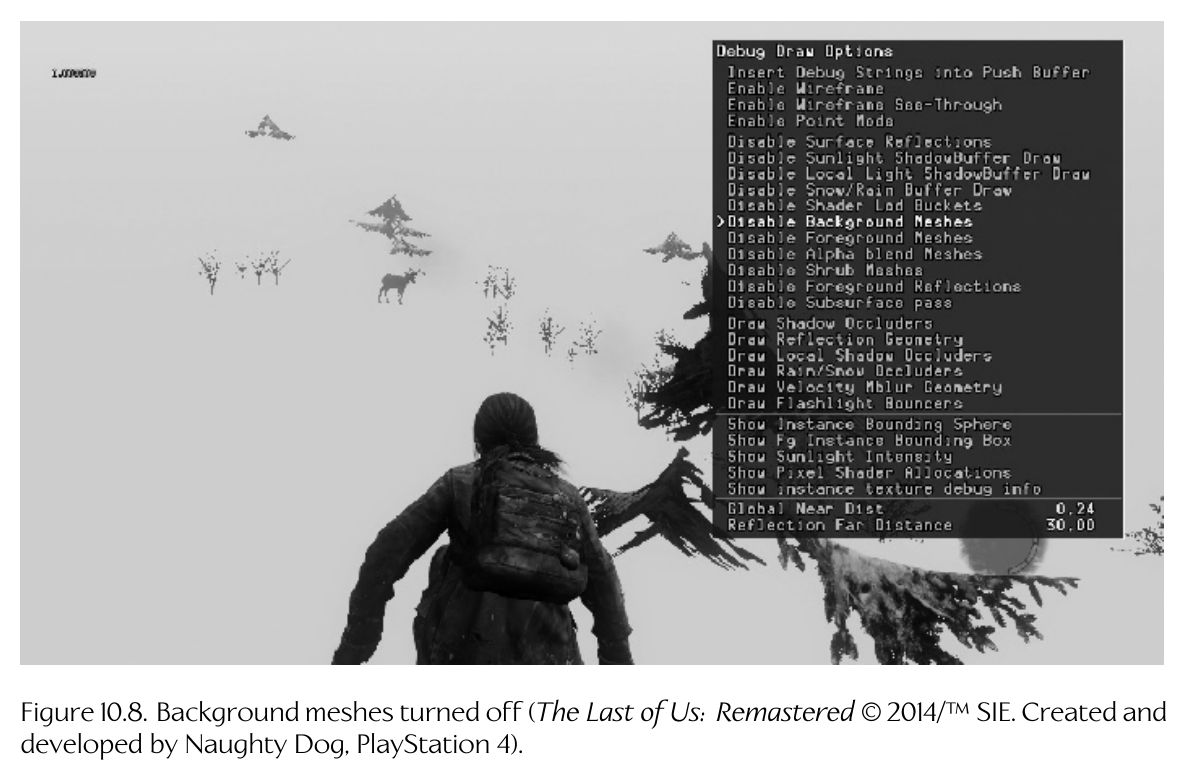 Debug Draw Options
Insert Debug Strings into Push Buffer
Enable Wireframe
Enable Wireframe See-Through
Enable Point Mode
Disable Surface Reflections
Disable Sunlight ShadowBuffer Draw
Disable Local Light ShadowBuffer Draw
Disable Snow/Rain Buffer Draw
Disable Shader Lod Buckets
>Disable Background Meshes
Disable Foreground Meshes
Disable Alpha blend Meshes
Disable Shrub Meshes
Disable Foreground Reflections
Disable Subsurface pass
Draw Shadow Occluders
Draw Reflection Geometry
Draw Local Shadow Occluders
Draw Rain/Snow Occluders
Draw Velocity Mblur Geometry
Draw Flashlight Bouncers
Show Instance Bounding Sphere
Show Fg Instance Bounding Box
Show Sunlight Intensity
Show Pixel Shader Allocations
Show instance texture debug info
Global Near Dist 0.24
Reflection Far Distance 30.00
Figure 10.8. Background meshes turned off (The Last of Us: Remastered © 2014/™ SIE. Created and
developed by Naughty Dog, PlayStation 4).